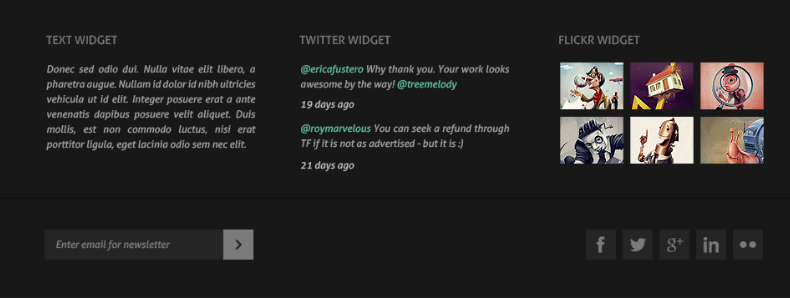 TEXT WIDGET
Donec sed odio dui. Nulla vitae elit libero, a
pharetra augue. Nullam id dolor id nibh ultricies
vehicula ut id elit. Integer posuere erat a ante
venenatis dapibus posuere velit aliquet. Duis
mollis, est non commodo luctus, nisi erat
porttitor ligula, eget lacinia odio sem nec elit.
TWITTER WIDGET
@ericafustero Why thank you. Your work looks
awesome by the way! @treemelody
19 days ago
@roymarvelous You can seek a refund through
TF if it is not as advertised - but it is :)
21 days ago
FLICKR WIDGET
Enter email for newsletter